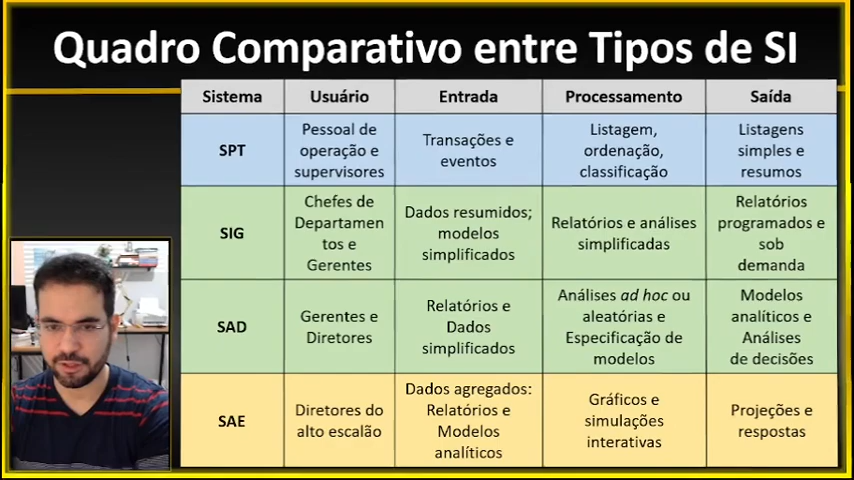 Quadro Comparativo entre Tipos de SI
Sistema
Usuário
Entrada
Processamento
Saída
SPT
Pessoal de
operação e
supervisores
Transações e
eventos
Listagem,
ordenação,
classificação
Listagens
simples e
resumos
SIG
Chefes de
Departamen
tos e
Gerentes
Dados resumidos;
modelos
simplificados
Relatórios e análises
simplificadas
Relatórios
programados e
sob
demanda
SAD
Gerentes e
Diretores
Relatórios e
Dados
simplificados
Análises ad hoc ou
aleatórias e
Especificação de
modelos
Modelos
analíticos e
Análises
de decisões
SAE
Diretores do
alto escalão
Dados agregados:
Relatórios e
Modelos
analíticos
Gráficos e
simulações
interativas
Projeções e
respostas